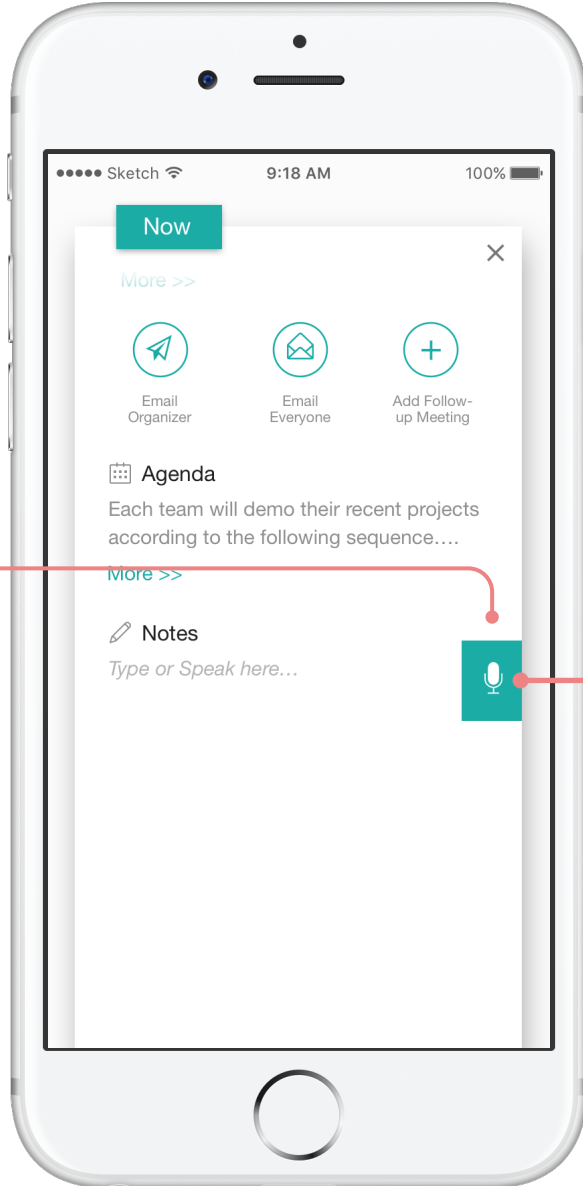 ●●●●● Sketch 9:18 AM 100%
Now
More >>
Email
Organizer
Email
Everyone
Add Follow-
up Meeting
Agenda
Each team will demo their recent projects
according to the following sequence….
More >>
Notes
Type or Speak here…